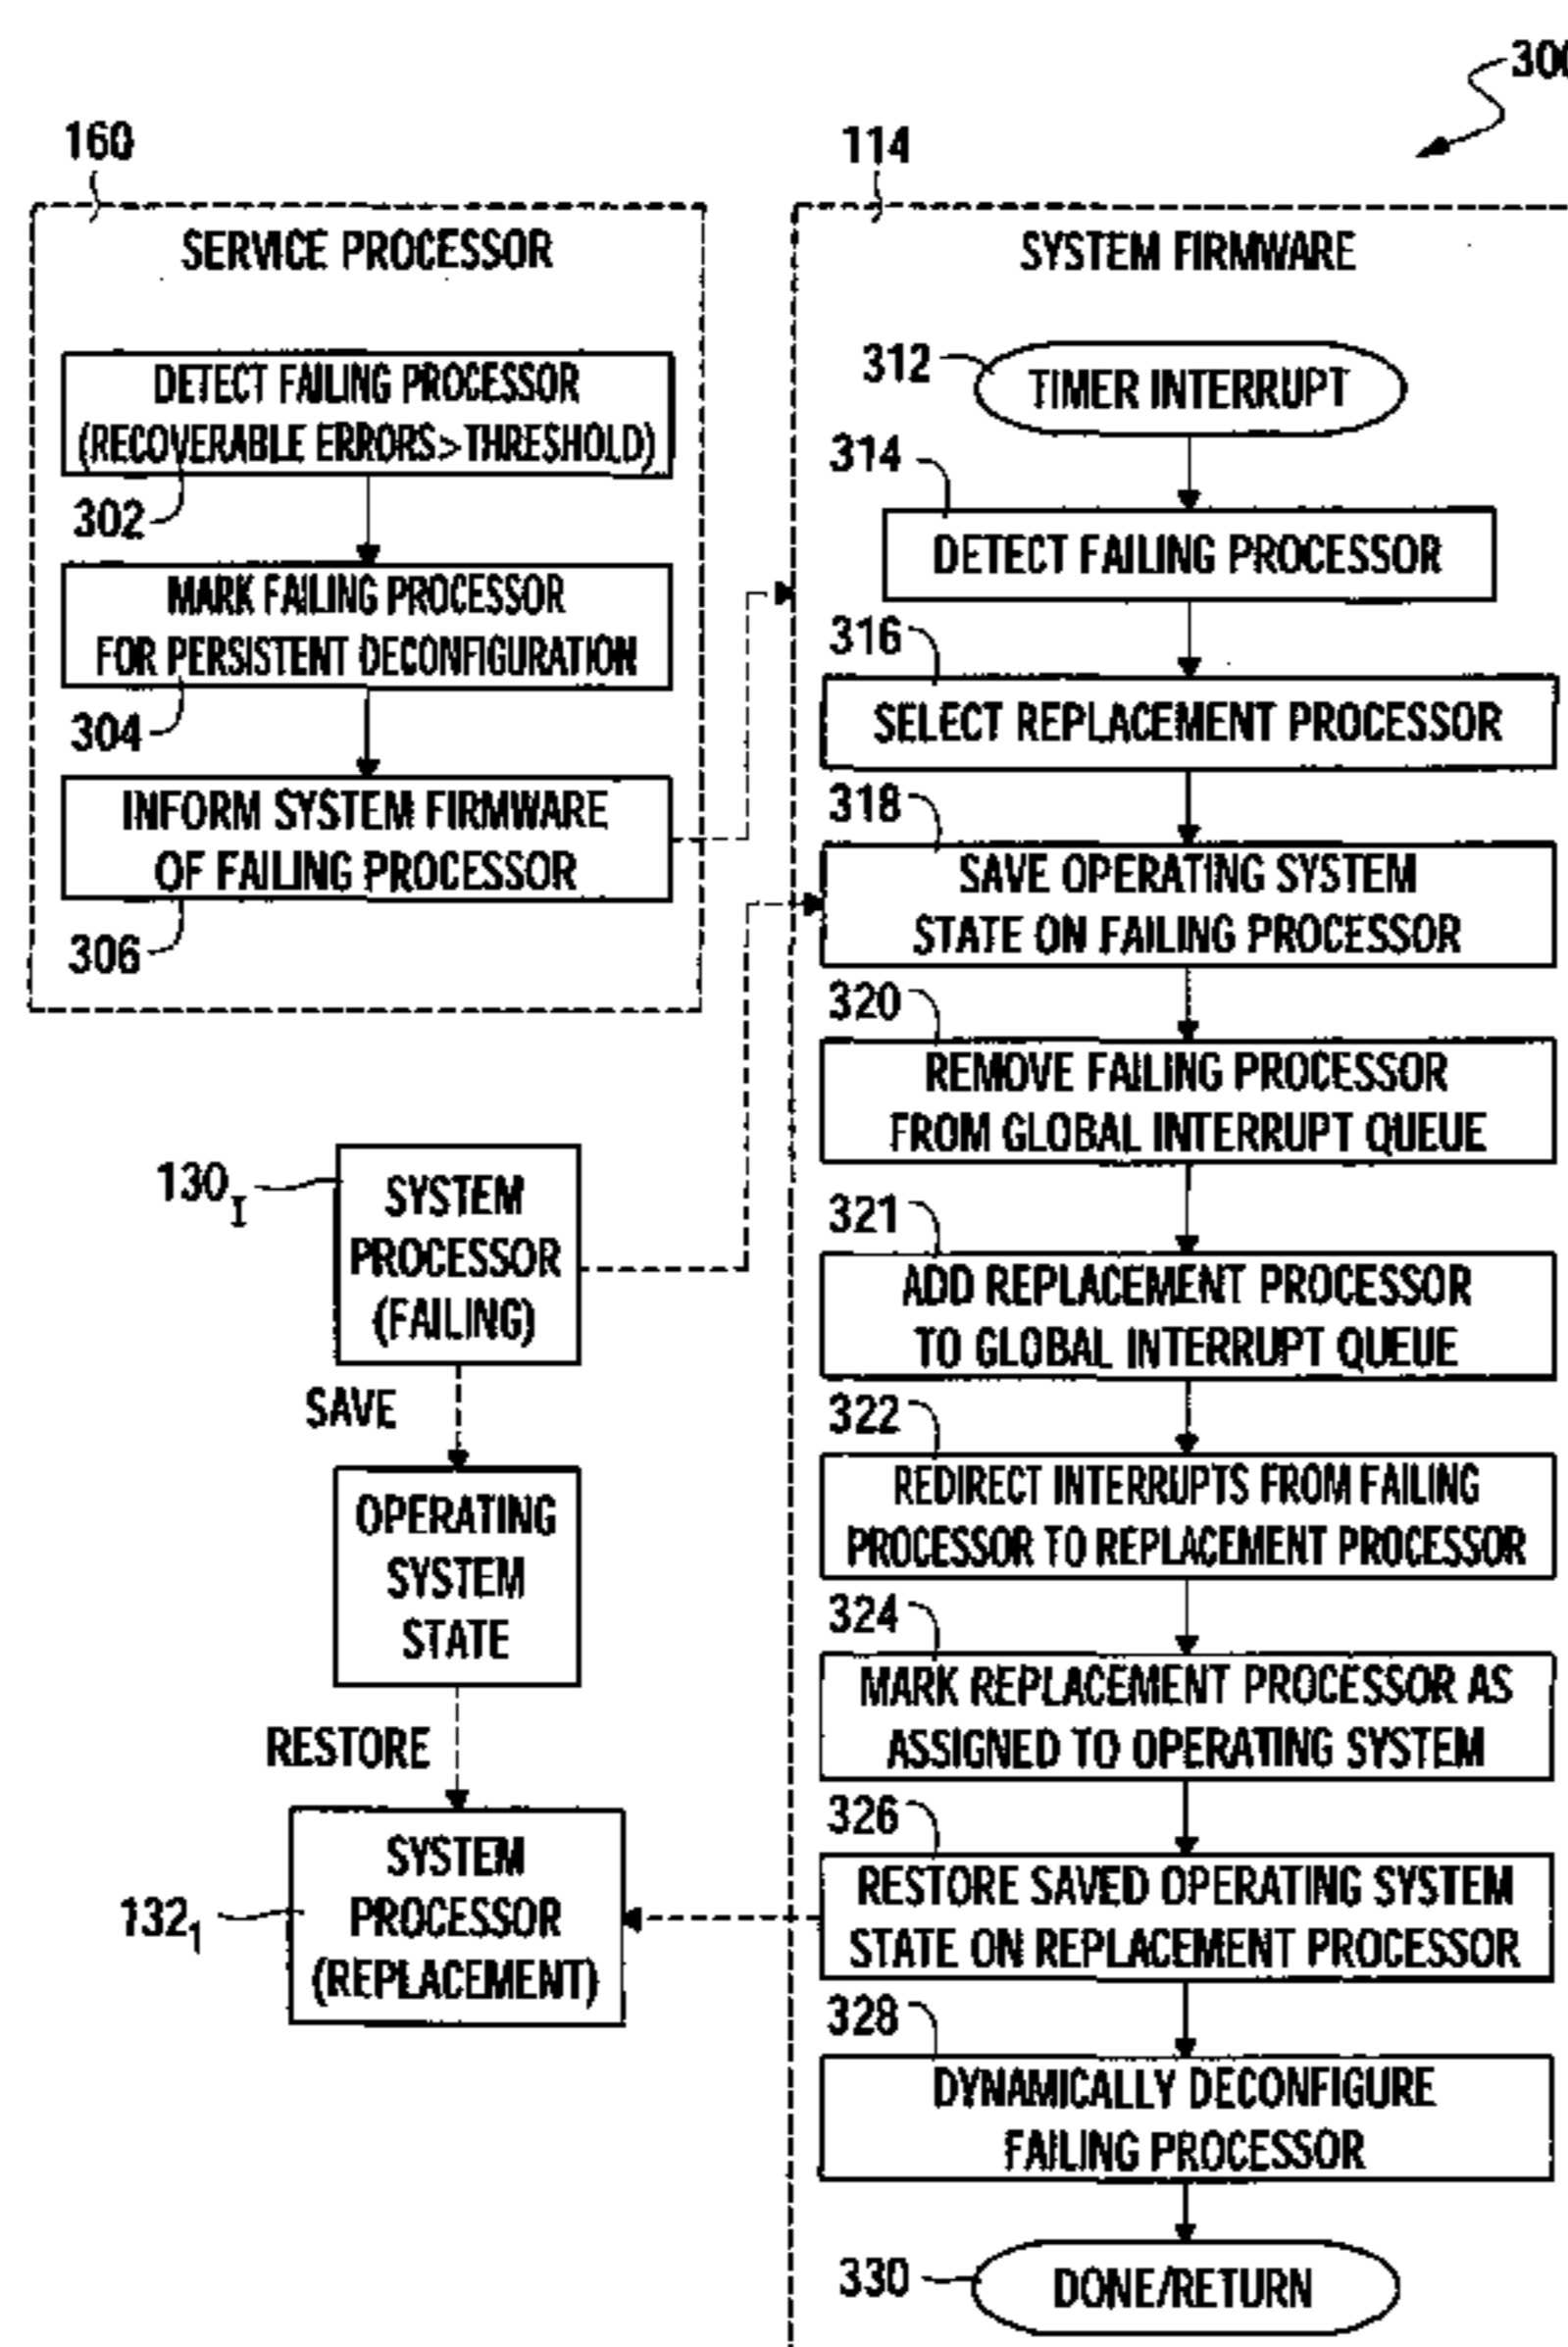 300
160
SERVICE PROCESSOR
DETECT FAILING PROCESSOR
(RECOVERABLE ERRORS>THRESHOLD)
302
MARK FAILING PROCESSOR
FOR PERSISTENT DECONFIGURATION
304
INFORM SYSTEM FIRMWARE
OF FAILING PROCESSOR
306
130I
SYSTEM
PROCESSOR
(FAILING)
SAVE
OPERATING
SYSTEM
STATE
RESTORE
1321
SYSTEM
PROCESSOR
(REPLACEMENT)
114
SYSTEM FIRMWARE
312
TIMER INTERRUPT
314
DETECT FAILING PROCESSOR
316
SELECT REPLACEMENT PROCESSOR
318
SAVE OPERATING SYSTEM
STATE ON FAILING PROCESSOR
320
REMOVE FAILING PROCESSOR
FROM GLOBAL INTERRUPT QUEUE
321
ADD REPLACEMENT PROCESSOR
TO GLOBAL INTERRUPT QUEUE
322
REDIRECT INTERRUPTS FROM FAILING
PROCESSOR TO REPLACEMENT PROCESSOR
324
MARK REPLACEMENT PROCESSOR AS
ASSIGNED TO OPERATING SYSTEM
326
RESTORE SAVED OPERATING SYSTEM
STATE ON REPLACEMENT PROCESSOR
328
DYNAMICALLY DECONFIGURE
FAILING PROCESSOR
330
DONE/RETURN